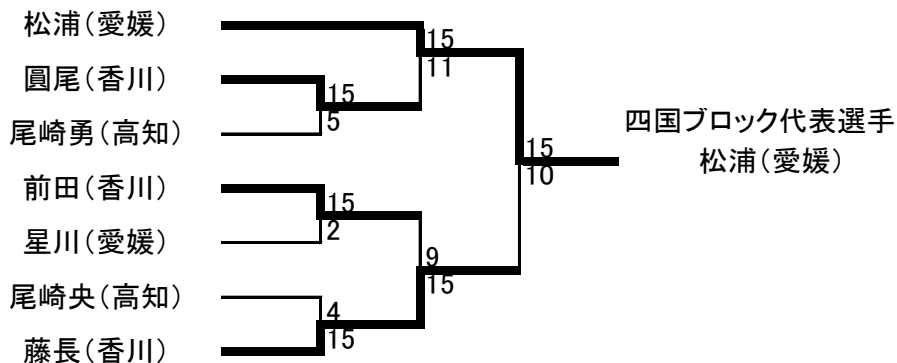 松浦（愛媛）
15
11
圓尾（香川）
15
5
尾崎勇（高知）
四国ブロック代表選手
松浦（愛媛）
15
10
前田（香川）
15
2
星川（愛媛）
9
15
尾崎央（高知）
4
15
藤長（香川）